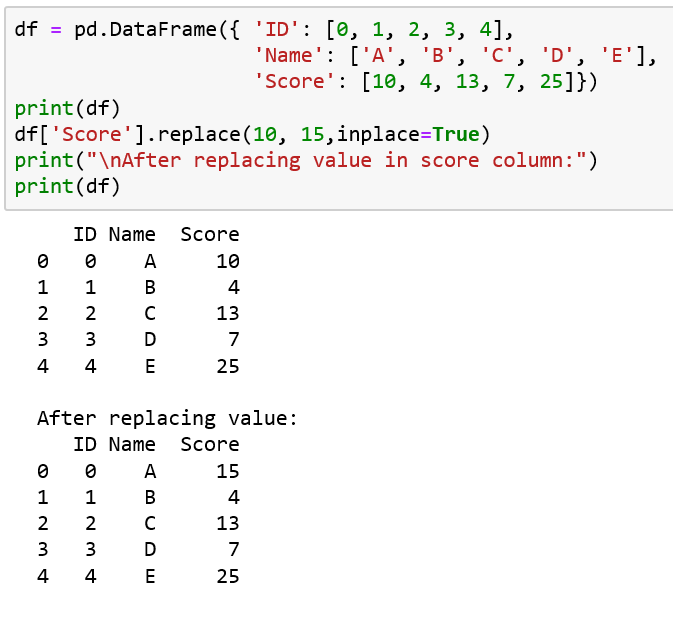 df = pd.DataFrame({ 'ID': [0, 1, 2, 3, 4],
                    'Name': ['A', 'B', 'C', 'D', 'E'],
                    'Score': [10, 4, 13, 7, 25]})
print(df)
df['Score'].replace(10, 15,inplace=True)
print("\nAfter replacing value in score column:")
print(df)
   ID Name  Score
0   0    A     10
1   1    B      4
2   2    C     13
3   3    D      7
4   4    E     25
After replacing value:
   ID Name  Score
0   0    A     15
1   1    B      4
2   2    C     13
3   3    D      7
4   4    E     25